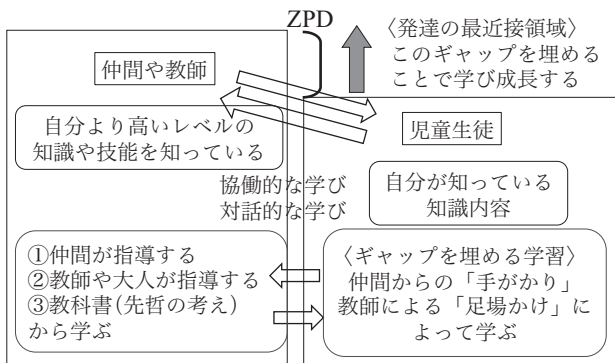 ZPD
〈発達の最近接領域〉
このギャップを埋める
ことで学び成長する
仲間や教師
自分より高いレベルの
知識や技能を知っている
児童生徒
協働的な学び
対話的な学び
自分が知っている
知識内容
①仲間が指導する
②教師や大人が指導する
③教科書(先哲の考え)
から学ぶ
〈ギャップを埋める学習〉
仲間からの「手がかり」
教師による「足場かけ」に
よって学ぶ